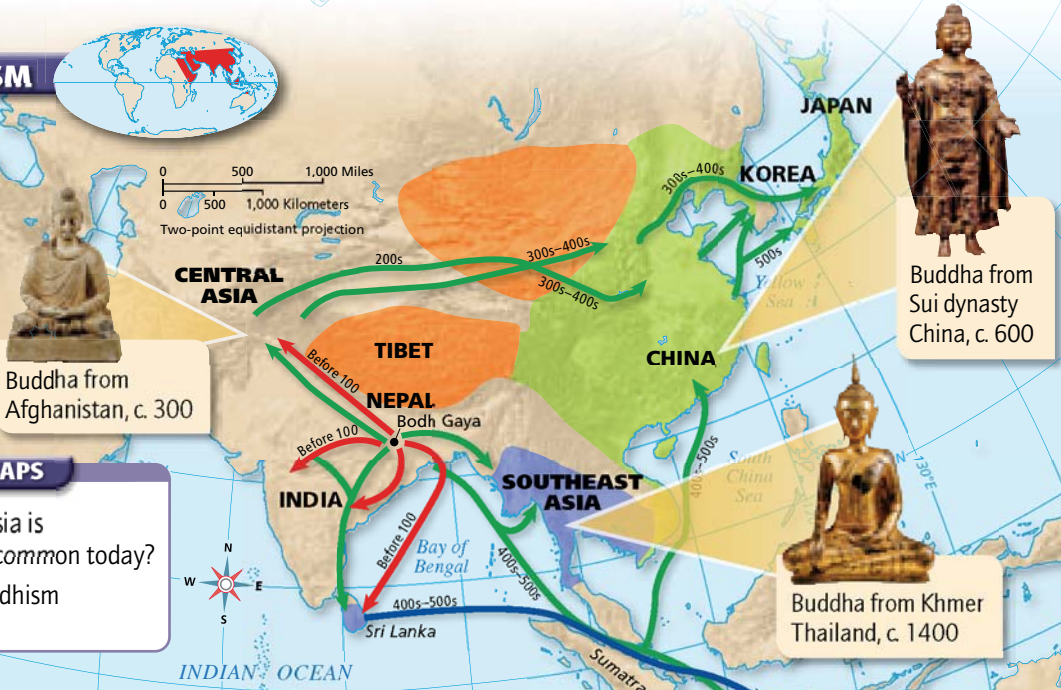 SM
0 500 1,000 Miles
0 500 1,000 Kilometers
Two-point equidistant projection
CENTRAL
ASIA
200s
300s–400s
300s–400s
300s–400s
JAPAN
KOREA
500s
Yellow
Sea
Buddha from
Sui dynasty
China, c. 600
Buddha from
Afghanistan, c. 300
TIBET
CHINA
Before 100
NEPAL
Bodh Gaya
Before 100
INDIA
SOUTHEAST
ASIA
400s–500s
South
China
Sea
N
130°E
Before 100
Bay of
Bengal
400s–500s
400s–500s
Sri Lanka
Sumatra
INDIAN OCEAN
Buddha from Khmer
Thailand, c. 1400
APS
sia is
common today?
dhism
N
W E
S